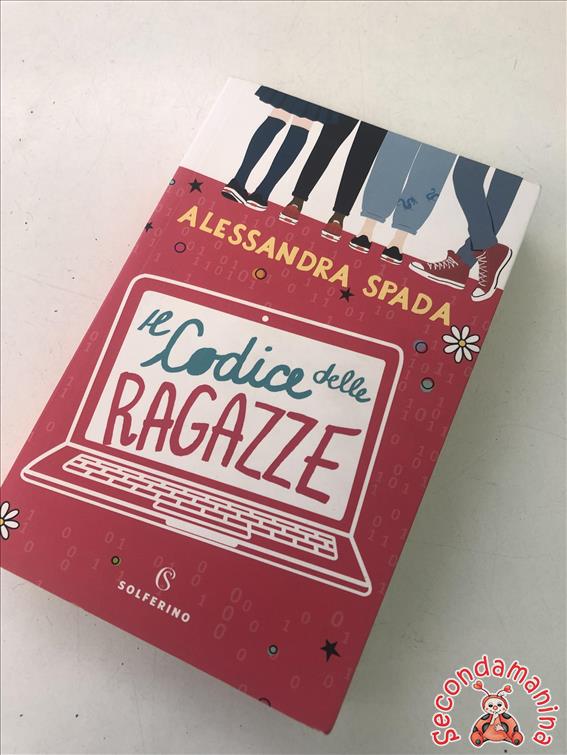 ALESSANDRA SPADA
Il Codice delle
RAGAZZE
SOLFERINO
Secondamanina